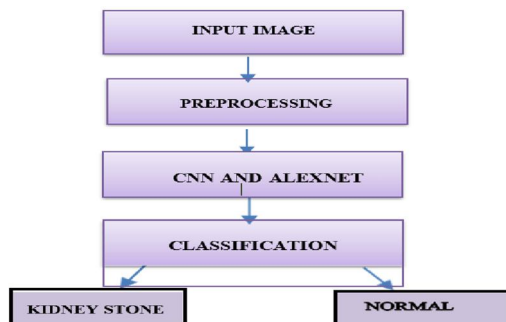 INPUT IMAGE
PREPROCESSING
CNN AND ALEXNET
CLASSIFICATION
KIDNEY STONE
NORMAL